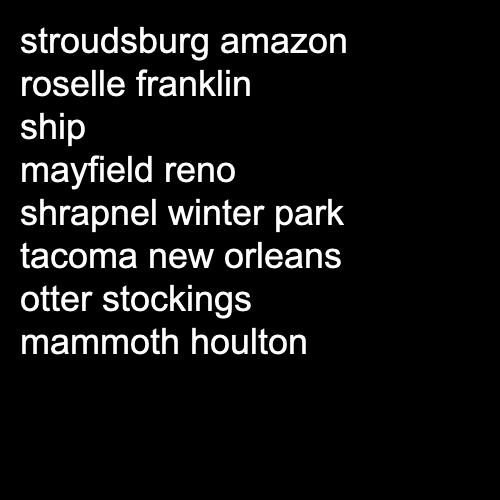 stroudsburg amazon
roselle franklin
ship
mayfield reno
shrapnel winter park
tacoma new orleans
otter stockings
mammoth houlton